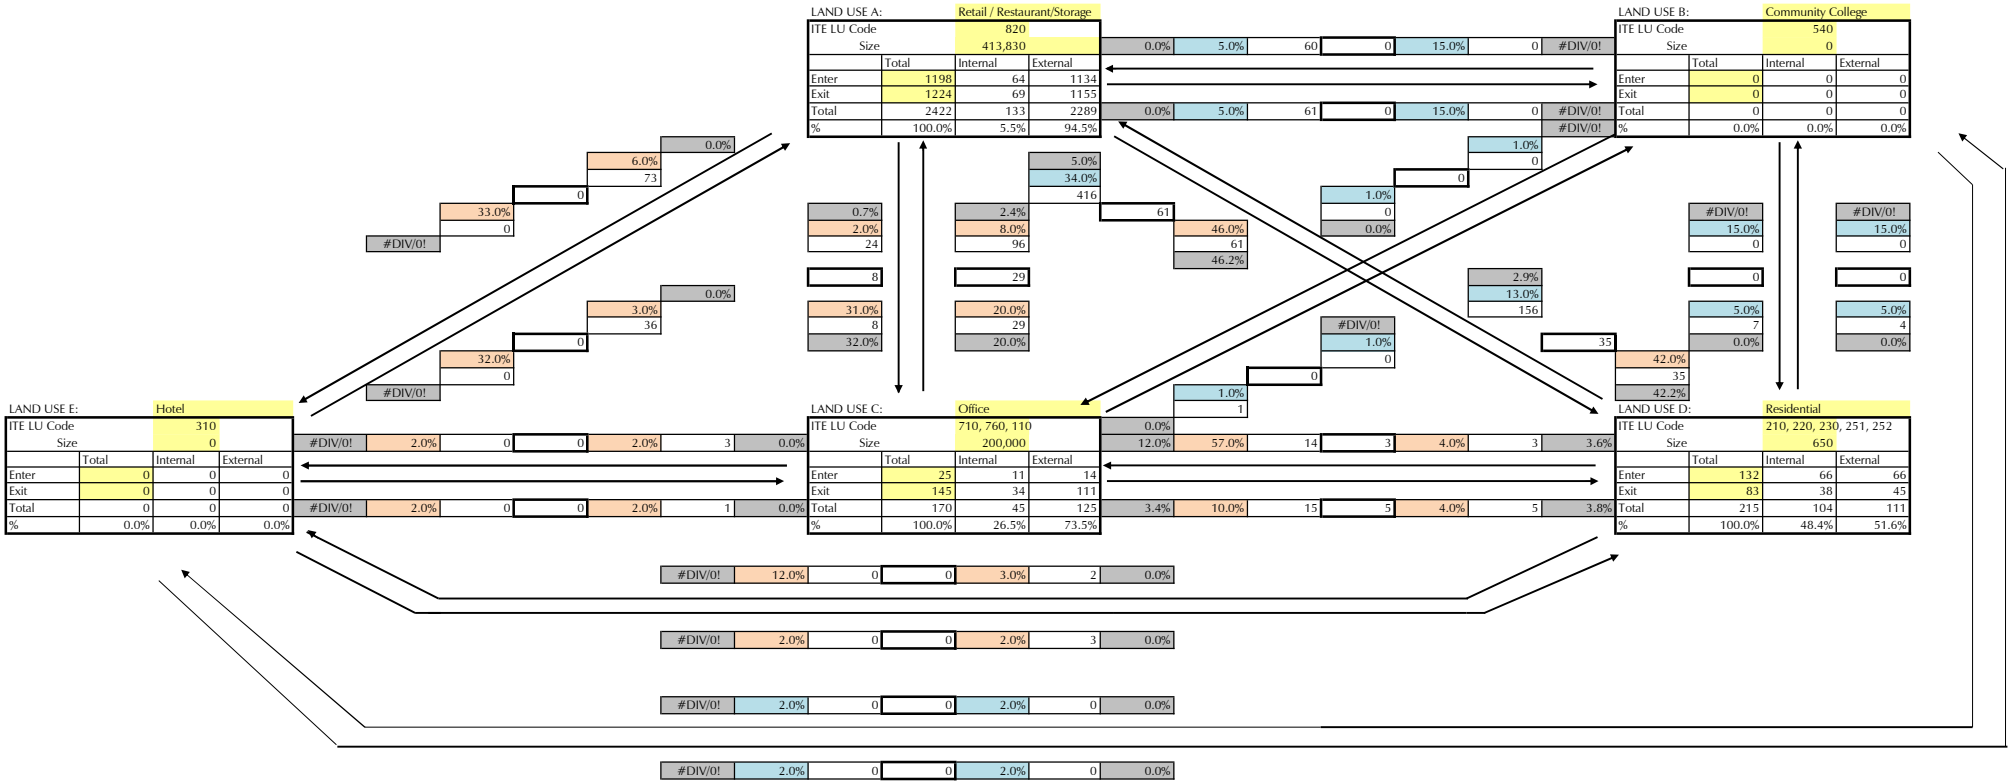 LAND USE A: Retail / Restaurant/Storage LAND USE B: Community College
ITE LU Code 820 ITE LU Code 540
Size 413,830 0.0% 5.0% 60 0 15.0% 0 #DIV/0! Size 0
Total Internal External Total Internal External
Enter 1198 64 1134 Enter 0 0 0
Exit 1224 69 1155 Exit 0 0 0
Total 2422 133 2289 0.0% 5.0% 61 0 15.0% 0 #DIV/0! Total 0 0 0
% 100.0% 5.5% 94.5% #DIV/0! % 0.0% 0.0% 0.0%
0.0% 1.0%
6.0% 5.0% 0
73 34.0% 0
0 416 1.0%
33.0% 0.7% 2.4% 61 0 #DIV/0! #DIV/0!
0 2.0% 8.0% 46.0% 0.0% 15.0% 15.0%
#DIV/0! 24 96 61 0 0
46.2%
8 29 2.9% 0 0
0.0% 13.0%
3.0% 31.0% 20.0% 156 5.0% 5.0%
36 8 29 #DIV/0! 7 4
0 32.0% 20.0% 1.0% 35 0.0% 0.0%
32.0% 0 42.0%
0 0 35
#DIV/0! 1.0% 42.2%
LAND USE E: Hotel LAND USE C: Office 1 LAND USE D: Residential
ITE LU Code 310 ITE LU Code 710, 760, 110 0.0% ITE LU Code 210, 220, 230, 251, 252
Size 0 #DIV/0! 2.0% 0 0 2.0% 3 0.0% Size 200,000 12.0% 57.0% 14 3 4.0% 3 3.6% Size 650
Total Internal External Total Internal External Total Internal External
Enter 0 0 0 Enter 25 11 14 Enter 132 66 66
Exit 0 0 0 Exit 145 34 111 Exit 83 38 45
Total 0 0 0 #DIV/0! 2.0% 0 0 2.0% 1 0.0% Total 170 45 125 3.4% 10.0% 15 5 4.0% 5 3.8% Total 215 104 111
% 0.0% 0.0% 0.0% % 100.0% 26.5% 73.5% % 100.0% 48.4% 51.6%
#DIV/0! 12.0% 0 0 3.0% 2 0.0%
#DIV/0! 2.0% 0 0 2.0% 3 0.0%
#DIV/0! 2.0% 0 0 2.0% 0 0.0%
#DIV/0! 2.0% 0 0 2.0% 0 0.0%